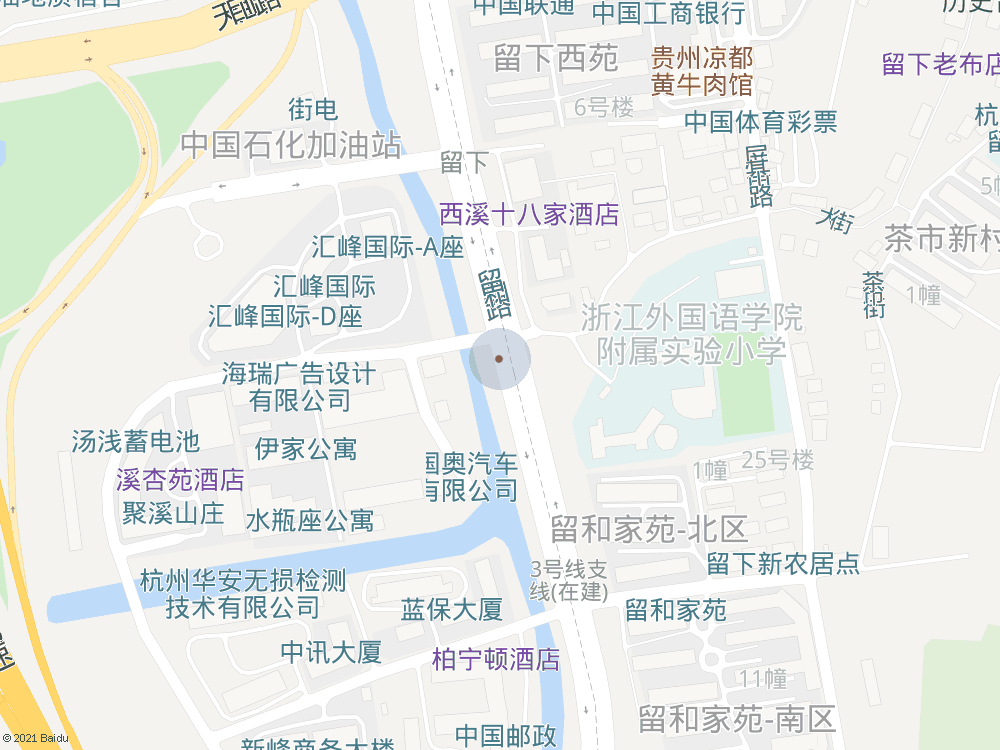 中国联通
中国工商银行
留下西苑
贵州凉都
黄牛肉馆
留下老布店
6号楼
街电
中国体育彩票
中国石化加油站
留下
屏基路
西溪十八家酒店
大街
5幢
汇峰国际-A座
茶市新村
汇峰国际
留和路
茶市街
1幢
汇峰国际-D座
浙江外国语学院
附属实验小学
海瑞广告设计
有限公司
汤浅蓄电池
伊家公寓
溪杏苑酒店
国奥汽车
有限公司
1幢
25号楼
聚溪山庄
水瓶座公寓
留和家苑-北区
3号线支
线(在建)
留下新农居点
杭州华安无损检测
技术有限公司
蓝保大厦
留和家苑
中讯大厦
柏宁顿酒店
11幢
留和家苑-南区
中国邮政
新峰商务大楼
© 2021 Baidu